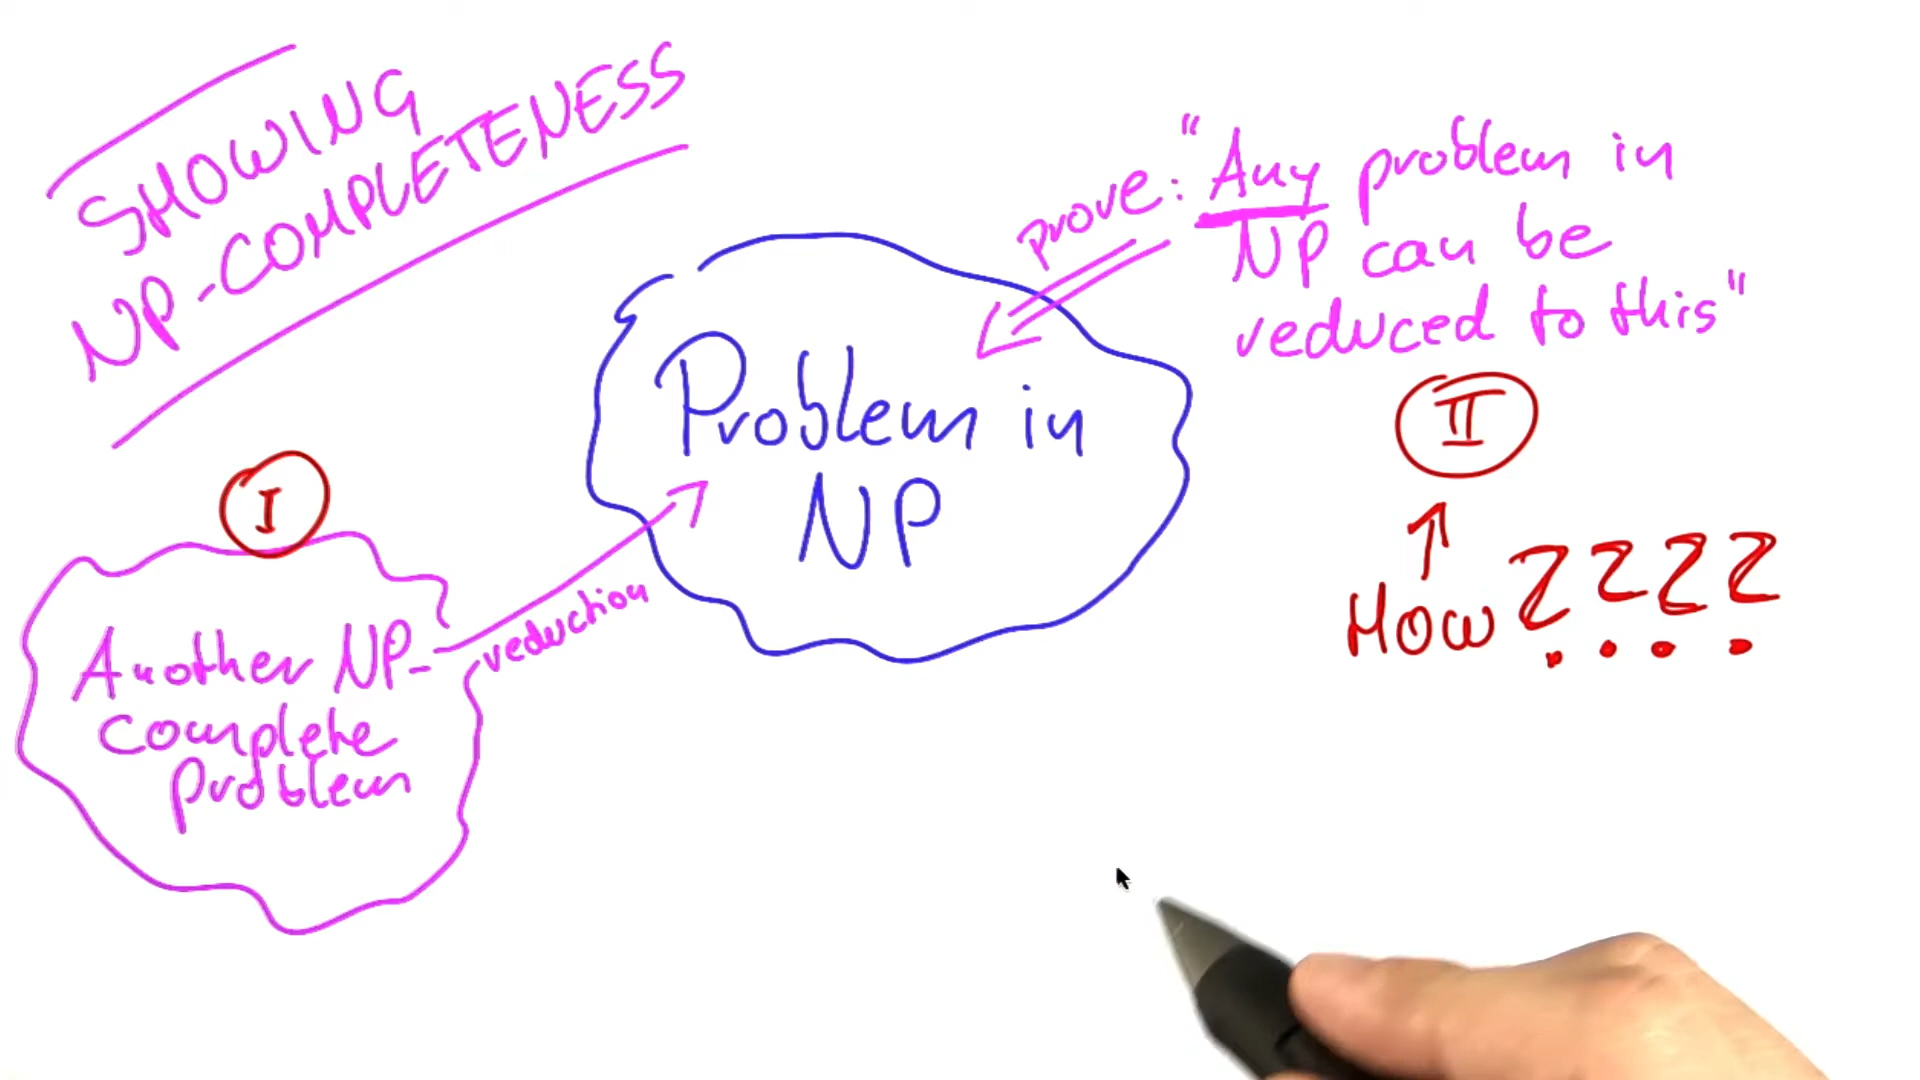 SHOWING
NP-COMPLETENESS
prove: "Any problem in
NP can be
reduced to this"
II
How ????
Problem in
NP
I
reduction
Another NP-
complete
problem